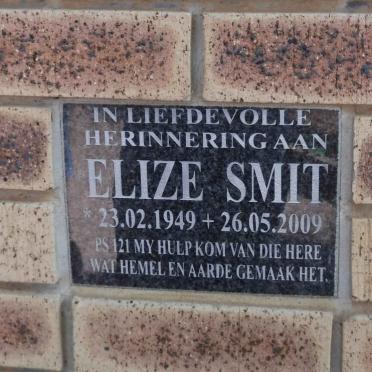 IN LIEFDEVOLLE
HERINNERING AAN
ELIZE SMIT
* 23.02.1949 + 26.05.2009
PS 121 MY HULP KOM VAN DIE HERE
WAT HEMEL EN AARDE GEMAAK HET.